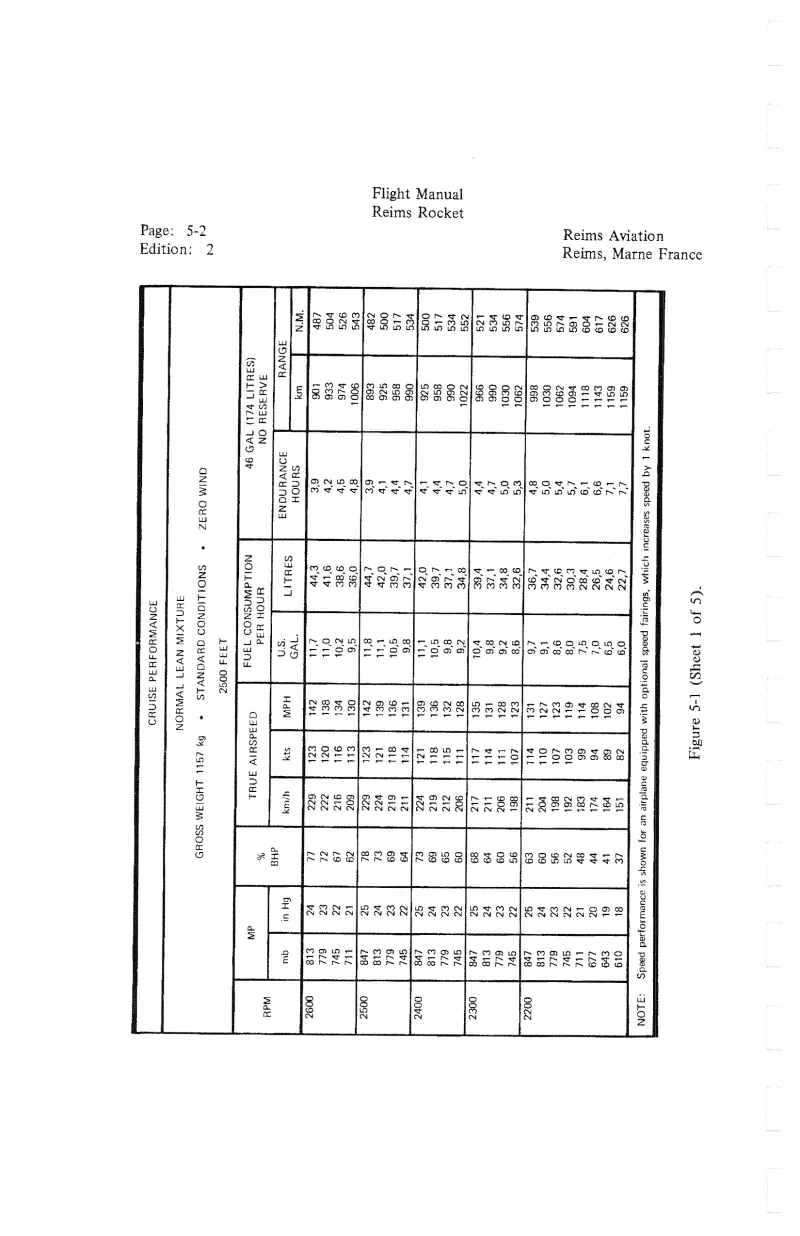 Flight Manual
Reims Rocket
Page: 5-2
Edition: 2
Reims Aviation
Reims, Marne France
CRUISE PERFORMANCE
NORMAL LEAN MIXTURE
GROSS WEIGHT 1157 kg • STANDARD CONDITIONS • ZERO WIND
2500 FEET
RPM MP % BHP TRUE AIRSPEED FUEL CONSUMPTION PER HOUR 46 GAL (174 LITRES) NO RESERVE
mb in Hg km/h kts MPH U.S. GAL. LITRES ENDURANCE HOURS RANGE km N.M.
2600 813 24 77 229 123 142 11,7 44,3 3,9 901 487
779 23 72 222 120 138 11,0 41,6 4,2 933 504
745 22 67 216 116 134 10,2 38,6 4,5 974 526
711 21 62 209 113 130 9,5 36,0 4,8 1006 543
2500 847 25 78 229 123 142 11,8 44,7 3,9 893 482
813 24 73 224 121 139 11,1 42,0 4,1 925 500
779 23 69 219 118 136 10,5 39,7 4,4 958 517
745 22 64 211 114 131 9,8 37,1 4,7 990 534
2400 847 25 73 224 121 139 11,1 42,0 4,1 925 500
813 24 69 219 118 136 10,5 39,7 4,4 958 517
779 23 65 212 115 132 9,8 37,1 4,7 990 534
745 22 60 206 111 128 9,2 34,8 5,0 1022 552
2300 847 25 68 217 117 135 10,4 39,4 4,4 966 521
813 24 64 211 114 131 9,8 37,1 4,7 990 534
779 23 60 206 111 128 9,2 34,8 5,0 1030 556
745 22 56 198 107 123 8,6 32,6 5,3 1062 574
2200 847 25 63 211 114 131 9,7 36,7 4,8 998 539
813 24 60 204 110 127 9,1 34,4 5,0 1030 556
779 23 56 198 107 123 8,6 32,6 5,4 1062 574
745 22 52 192 103 119 8,0 30,3 5,7 1094 591
711 21 48 183 99 114 7,5 28,4 6,1 1118 604
677 20 44 174 94 108 7,0 26,5 6,6 1143 617
643 19 41 164 89 102 6,5 24,6 7,1 1159 626
610 18 37 151 82 94 6,0 22,7 7,7 1159 626
NOTE: Speed performance is shown for an airplane equipped with optional speed fairings, which increases speed by 1 knot.
Figure 5-1 (Sheet 1 of 5).